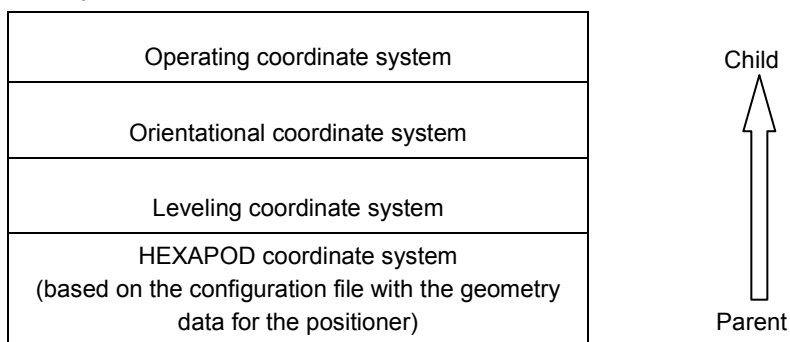 Operating coordinate system
Child
Orientational coordinate system
Leveling coordinate system
HEXAPOD coordinate system
(based on the configuration file with the geometry
data for the positioner)
Parent